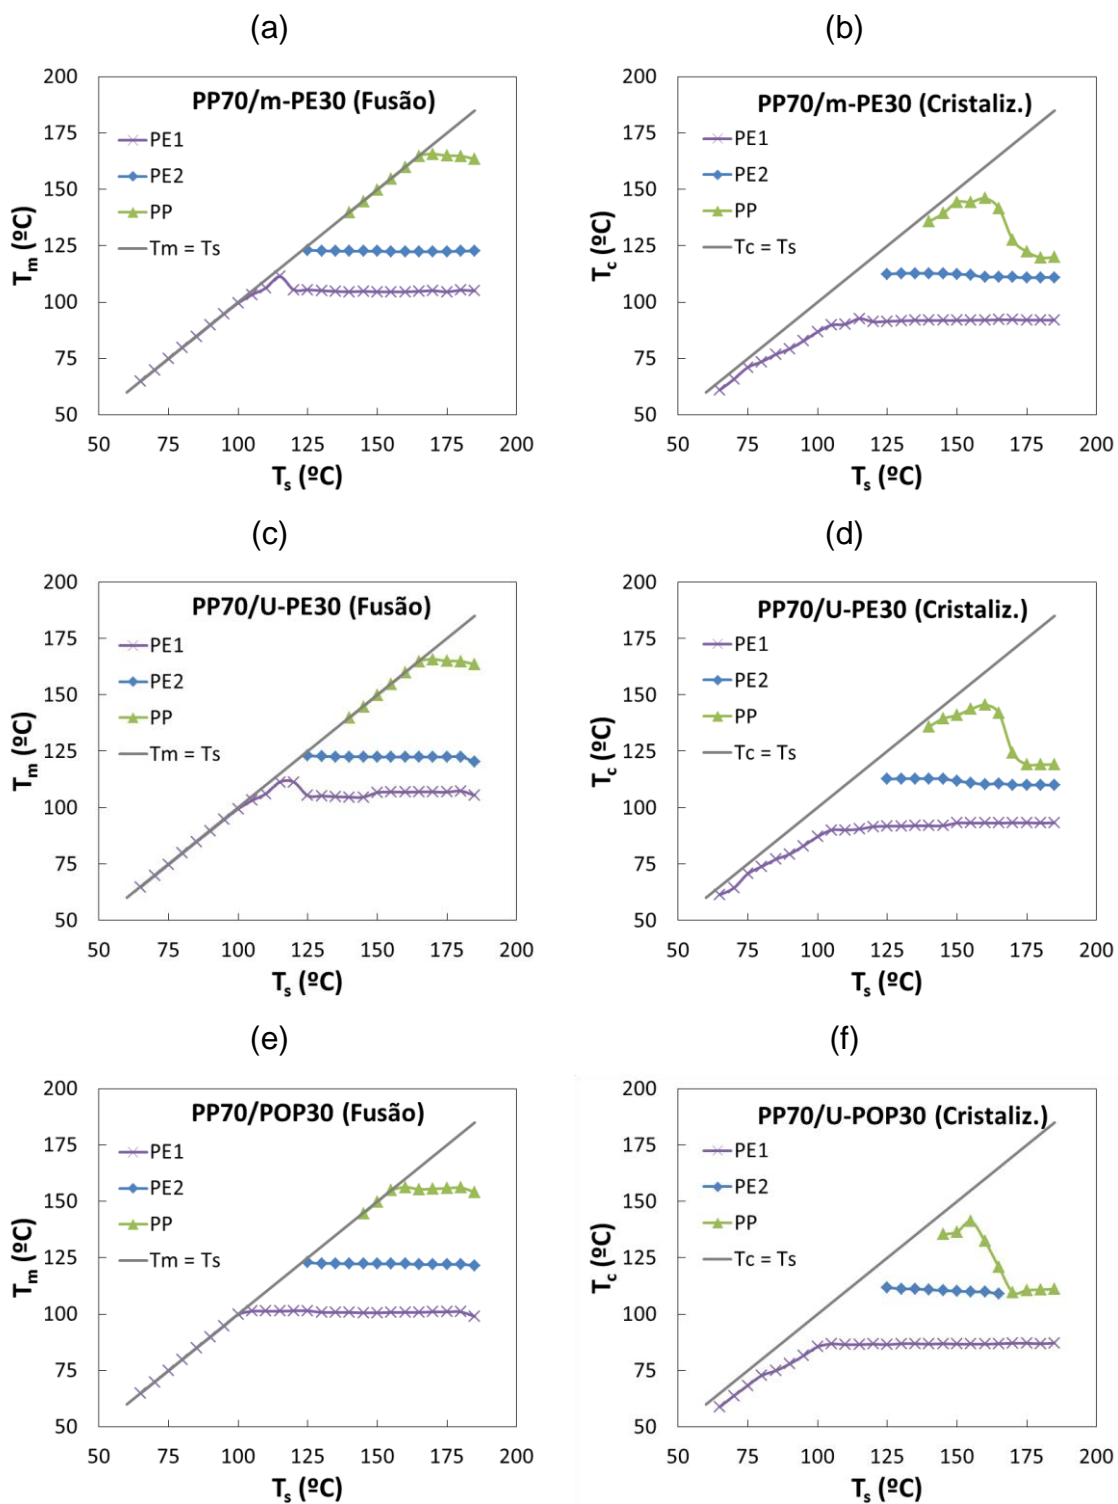 (a)
PP70/m-PE30 (Fusão)
PE1
PE2
PP
Tm = Ts
Tₘ (ºC)
200
175
150
125
100
75
50
50 75 100 125 150 175 200
Tₛ (ºC)
(b)
PP70/m-PE30 (Cristaliz.)
PE1
PE2
PP
Tc = Ts
T_c (ºC)
200
175
150
125
100
75
50
50 75 100 125 150 175 200
Tₛ (ºC)
(c)
PP70/U-PE30 (Fusão)
PE1
PE2
PP
Tm = Ts
Tₘ (ºC)
200
175
150
125
100
75
50
50 75 100 125 150 175 200
Tₛ (ºC)
(d)
PP70/U-PE30 (Cristaliz.)
PE1
PE2
PP
Tc = Ts
T_c (ºC)
200
175
150
125
100
75
50
50 75 100 125 150 175 200
Tₛ (ºC)
(e)
PP70/POP30 (Fusão)
PE1
PE2
PP
Tm = Ts
Tₘ (ºC)
200
175
150
125
100
75
50
50 75 100 125 150 175 200
Tₛ (ºC)
(f)
PP70/U-POP30 (Cristaliz.)
PE1
PE2
PP
Tc = Ts
T_c (ºC)
200
175
150
125
100
75
50
50 75 100 125 150 175 200
Tₛ (ºC)